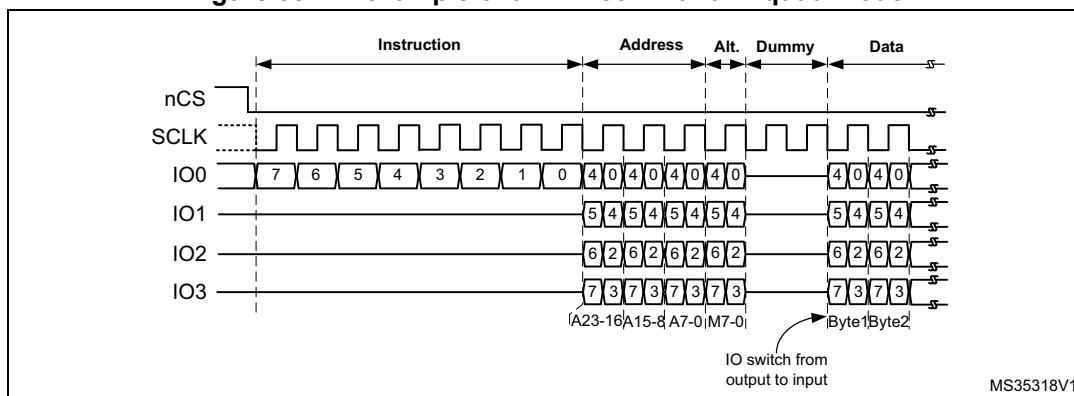 Instruction Address Alt. Dummy Data
nCS
SCLK
IO0 7 6 5 4 3 2 1 0 4 0 4 0 4 0 4 0 4 0 4 0
IO1 5 4 5 4 5 4 5 4 5 4 5 4
IO2 6 2 6 2 6 2 6 2 6 2 6 2
IO3 7 3 7 3 7 3 7 3 7 3 7 3
A23-16 A15-8 A7-0 M7-0 Byte1 Byte2
IO switch from
output to input
MS35318V1